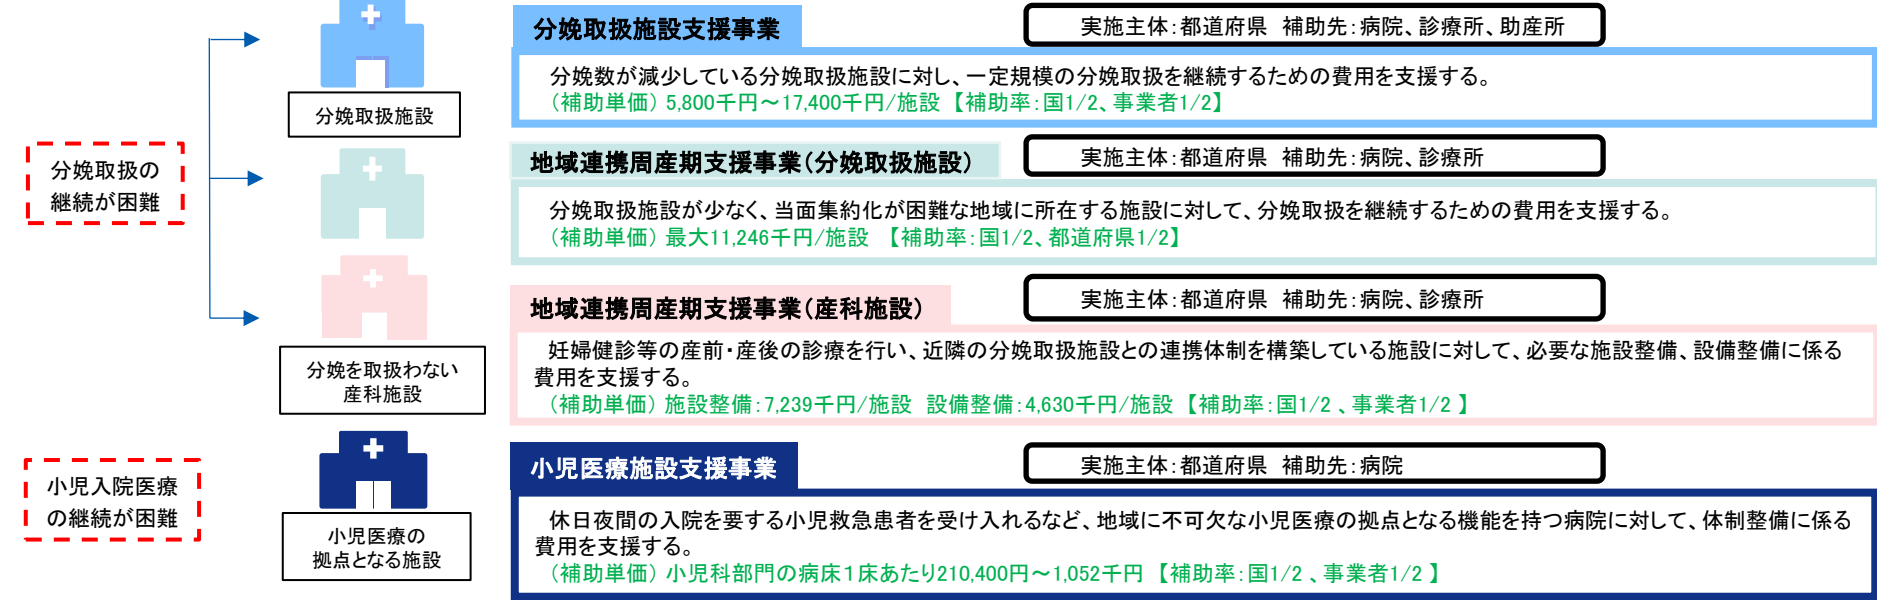 分娩取扱の
継続が困難
分娩取扱施設
分娩取扱施設支援事業
実施主体：都道府県 補助先：病院、診療所、助産所
分娩数が減少している分娩取扱施設に対し、一定規模の分娩取扱を継続するための費用を支援する。
（補助単価） 5,800千円～17,400千円/施設 【補助率：国1/2、事業者1/2】
地域連携周産期支援事業（分娩取扱施設）
実施主体：都道府県 補助先：病院、診療所
分娩取扱施設が少なく、当面集約化が困難な地域に所在する施設に対して、分娩取扱を継続するための費用を支援する。
（補助単価） 最大11,246千円/施設 【補助率：国1/2、都道府県1/2】
分娩を取扱わない
産科施設
地域連携周産期支援事業（産科施設）
実施主体：都道府県 補助先：病院、診療所
妊婦健診等の産前・産後の診療を行い、近隣の分娩取扱施設との連携体制を構築している施設に対して、必要な施設整備、設備整備に係る
費用を支援する。
（補助単価） 施設整備：7,239千円/施設 設備整備：4,630千円/施設 【補助率：国1/2 、事業者1/2 】
小児入院医療
の継続が困難
小児医療の
拠点となる施設
小児医療施設支援事業
実施主体：都道府県 補助先：病院
休日夜間の入院を要する小児救急患者を受け入れるなど、地域に不可欠な小児医療の拠点となる機能を持つ病院に対して、体制整備に係る
費用を支援する。
（補助単価） 小児科部門の病床１床あたり210,400円～1,052千円 【補助率：国1/2 、事業者1/2 】